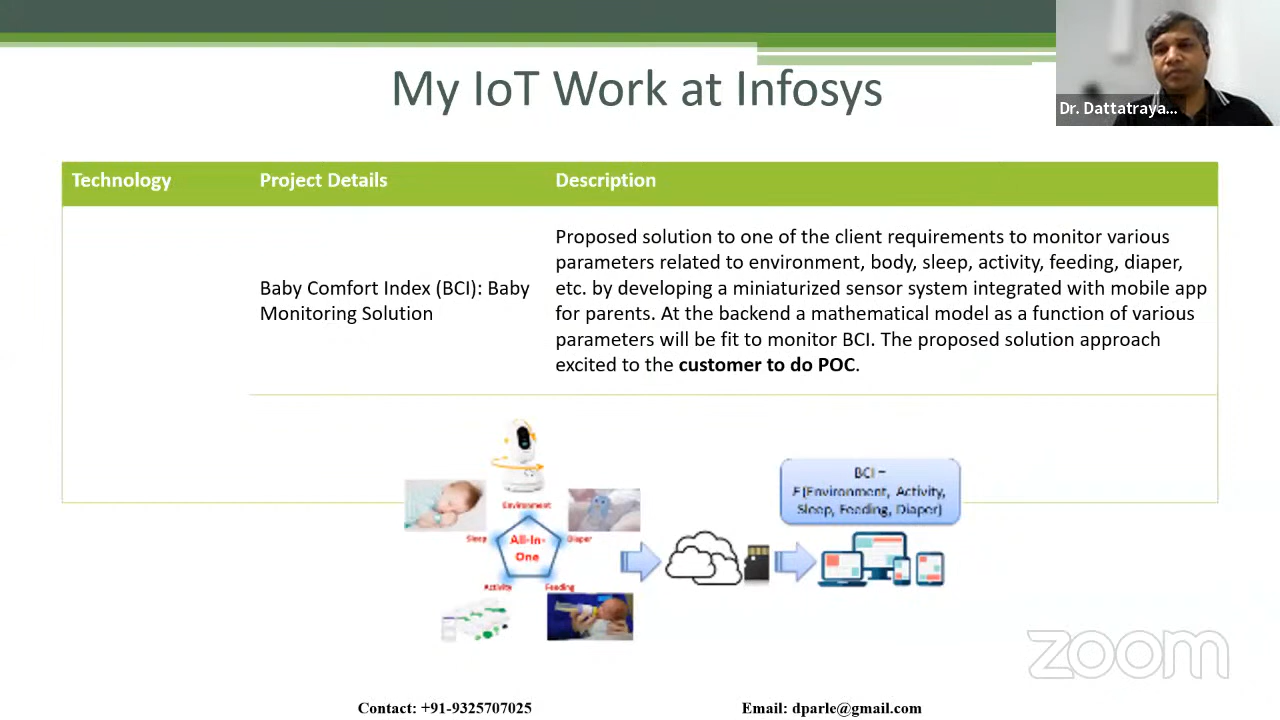 My IoT Work at Infosys
Dr. Dattatraya...
Technology Project Details Description
Baby Comfort Index (BCI): Baby
Monitoring Solution
Proposed solution to one of the client requirements to monitor various
parameters related to environment, body, sleep, activity, feeding, diaper,
etc. by developing a miniaturized sensor system integrated with mobile app
for parents. At the backend a mathematical model as a function of various
parameters will be fit to monitor BCI. The proposed solution approach
excited to the customer to do POC.
Environment
Sleep
All-In-
One
Diaper
Activity
Feeding
BCI =
F (Environment, Activity,
Sleep, Feeding, Diaper)
zoom
Contact: +91-9325707025 Email: dparle@gmail.com